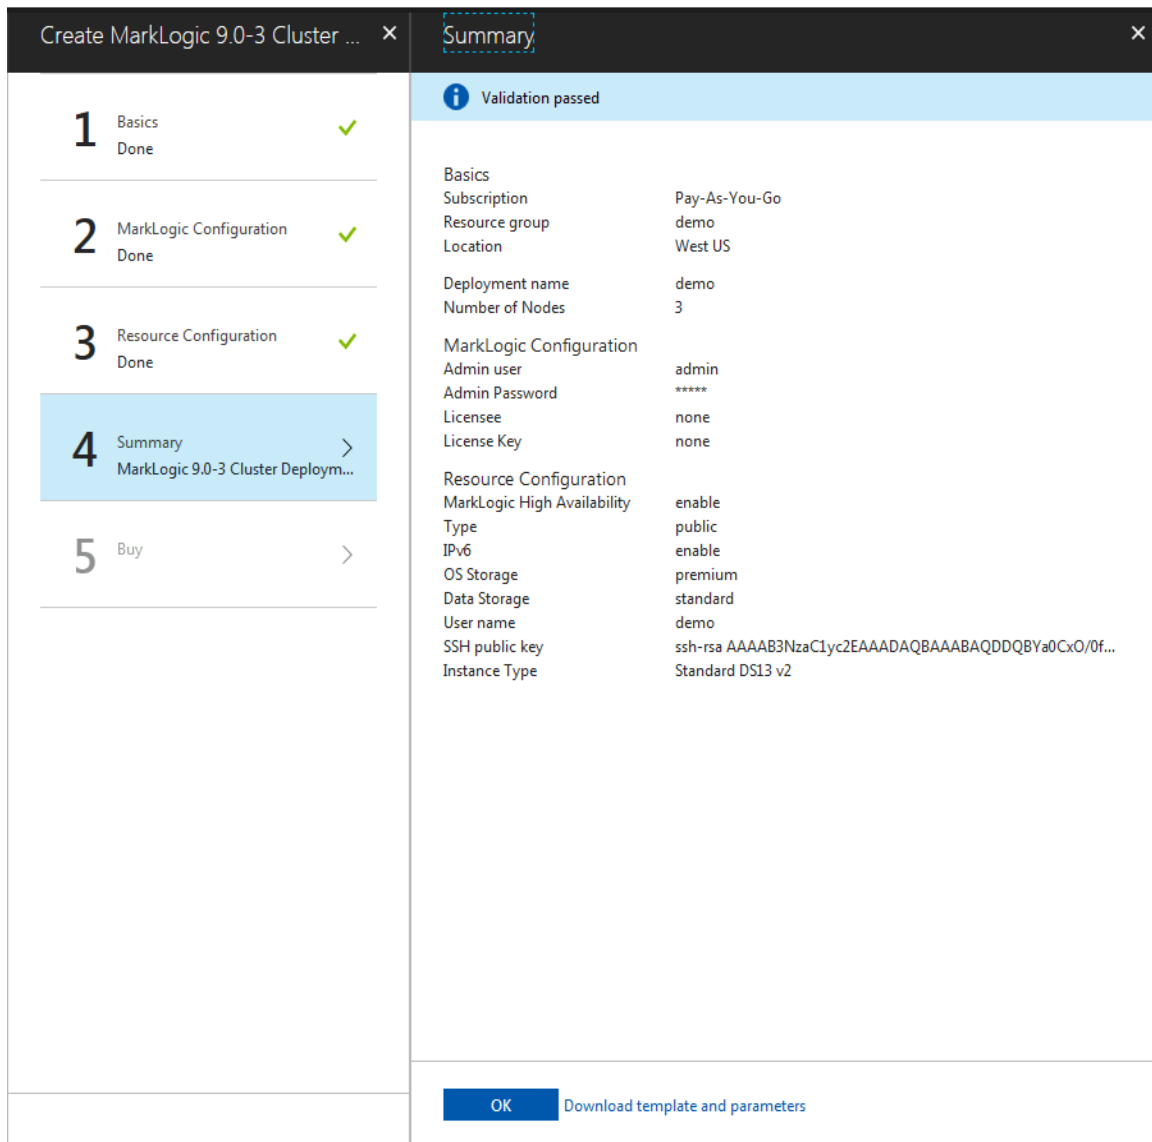 Create MarkLogic 9.0-3 Cluster ...
1 Basics
Done
2 MarkLogic Configuration
Done
3 Resource Configuration
Done
4 Summary
MarkLogic 9.0-3 Cluster Deploym...
5 Buy
Summary
Validation passed
Basics
Subscription Pay-As-You-Go
Resource group demo
Location West US
Deployment name demo
Number of Nodes 3
MarkLogic Configuration
Admin user admin
Admin Password *****
Licensee none
License Key none
Resource Configuration
MarkLogic High Availability enable
Type public
IPv6 enable
OS Storage premium
Data Storage standard
User name demo
SSH public key ssh-rsa AAAAB3NzaC1yc2EAAADAQBAAABAQDDQBYa0CxO/0f...
Instance Type Standard DS13 v2
OK Download template and parameters